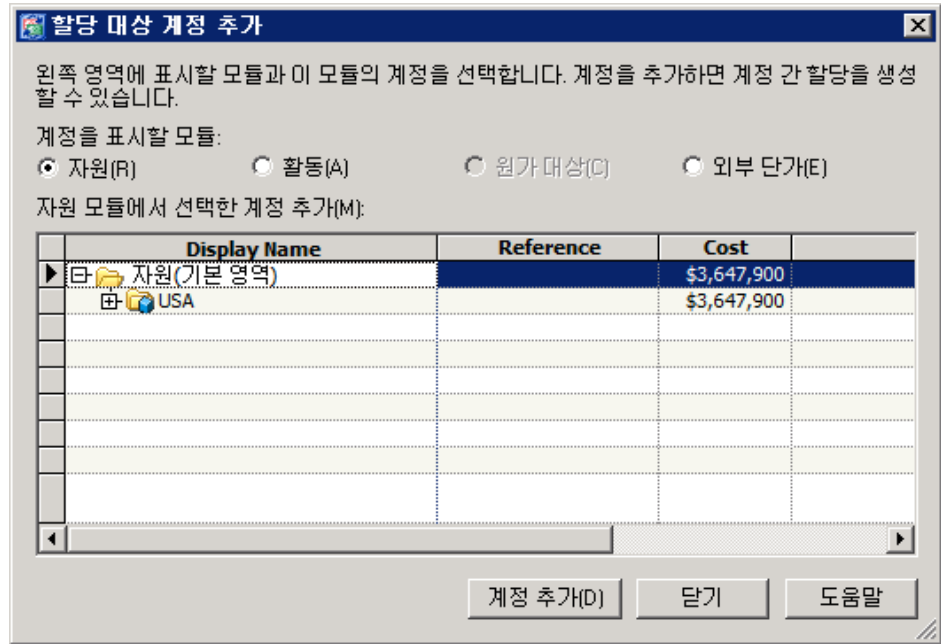 할당 대상 계정 추가
왼쪽 영역에 표시할 모듈과 이 모듈의 계정을 선택합니다. 계정을 추가하면 계정 간 할당을 생성
할 수 있습니다.
계정을 표시할 모듈:
자원(R) 활동(A) 원가 대상(C) 외부 단가(E)
자원 모듈에서 선택한 계정 추가(M):
Display Name Reference Cost
자원(기본 영역) $3,647,900
USA $3,647,900
계정 추가(D) 닫기 도움말